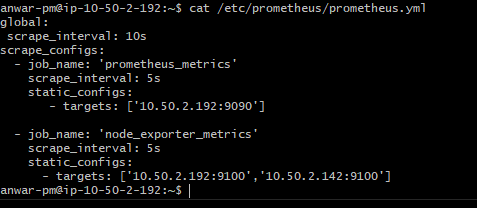 anwar-pm@ip-10-50-2-192:~$ cat /etc/prometheus/prometheus.yml
global:
 scrape_interval: 10s
scrape_configs:
  - job_name: 'prometheus_metrics'
    scrape_interval: 5s
    static_configs:
      - targets: ['10.50.2.192:9090']

  - job_name: 'node_exporter_metrics'
    scrape_interval: 5s
    static_configs:
      - targets: ['10.50.2.192:9100','10.50.2.142:9100']
anwar-pm@ip-10-50-2-192:~$